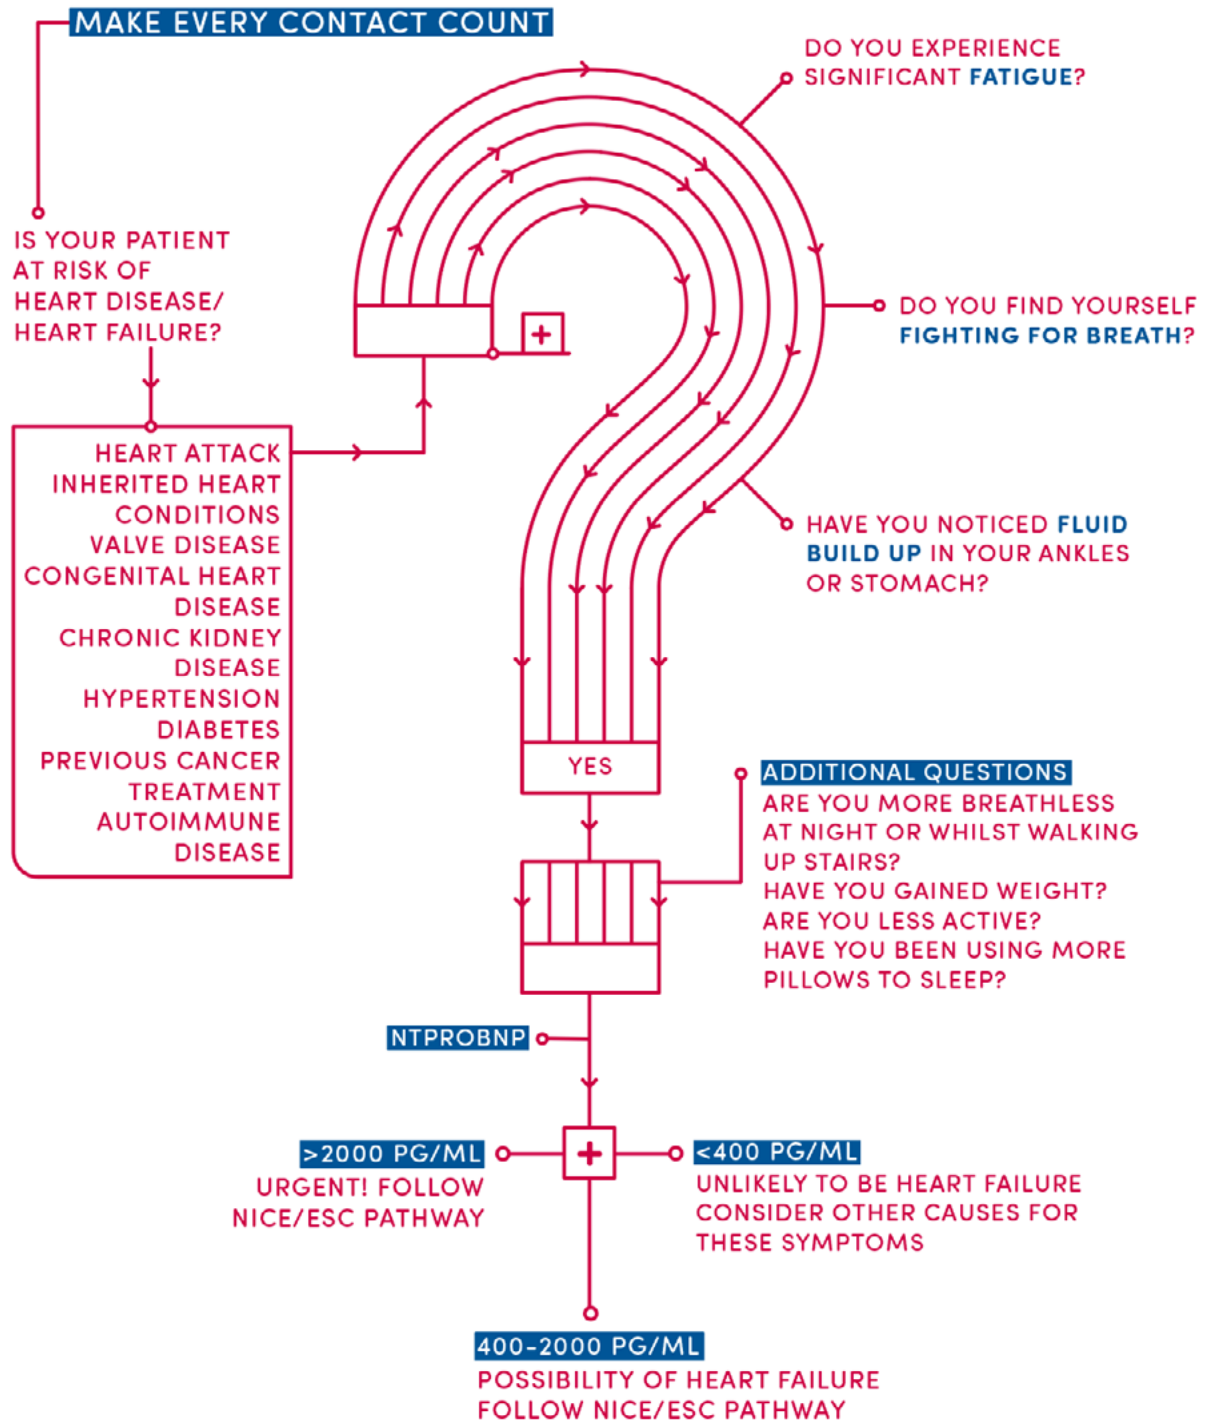 MAKE EVERY CONTACT COUNT
IS YOUR PATIENT
AT RISK OF
HEART DISEASE/
HEART FAILURE?
HEART ATTACK
INHERITED HEART
CONDITIONS
VALVE DISEASE
CONGENITAL HEART
DISEASE
CHRONIC KIDNEY
DISEASE
HYPERTENSION
DIABETES
PREVIOUS CANCER
TREATMENT
AUTOIMMUNE
DISEASE
+
DO YOU EXPERIENCE
SIGNIFICANT FATIGUE?
DO YOU FIND YOURSELF
FIGHTING FOR BREATH?
HAVE YOU NOTICED FLUID
BUILD UP IN YOUR ANKLES
OR STOMACH?
YES
ADDITIONAL QUESTIONS
ARE YOU MORE BREATHLESS
AT NIGHT OR WHILST WALKING
UP STAIRS?
HAVE YOU GAINED WEIGHT?
ARE YOU LESS ACTIVE?
HAVE YOU BEEN USING MORE
PILLOWS TO SLEEP?
NTPROBNP
+
>2000 PG/ML
URGENT! FOLLOW
NICE/ESC PATHWAY
<400 PG/ML
UNLIKELY TO BE HEART FAILURE
CONSIDER OTHER CAUSES FOR
THESE SYMPTOMS
400-2000 PG/ML
POSSIBILITY OF HEART FAILURE
FOLLOW NICE/ESC PATHWAY